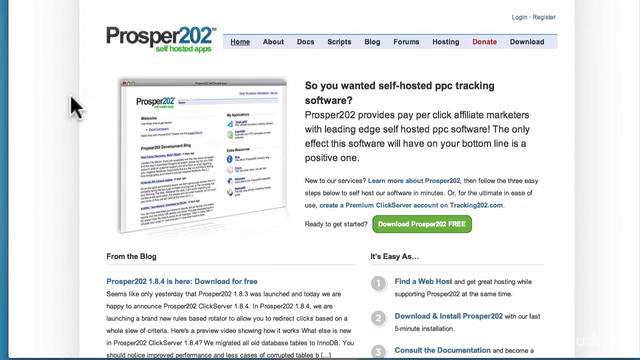 Login · Register
Prosper202™
self hosted apps
Home About Docs Scripts Blog Forums Hosting Donate Download
Prosper202
Welcome
My Applications
Extra Resources
Prosper202 Development Blog
So you wanted self-hosted ppc tracking
software?
Prosper202 provides pay per click affiliate marketers
with leading edge self hosted ppc software! The only
effect this software will have on your bottom line is a
positive one.
New to our services? Learn more about Prosper202, then follow the three easy
steps below to self host our software in minutes. Or, for the ultimate in ease of
use, create a Premium ClickServer account on Tracking202.com.
Ready to get started? Download Prosper202 FREE
From the Blog
Prosper202 1.8.4 is here: Download for free
Seems like only yesterday that Prosper202 1.8.3 was launched and today we are
happy to announce Prosper202 ClickServer 1.8.4. In Prosper202 1.8.4, we are
launching a brand new rules based rotator to allow you to redirect clicks based on a
whole slew of criteria. Here's a preview video showing how it works What else is new
in Prosper202 1.8.4? We migrated all old database tables to InnoDB. You
should notice improved performance and less cases of corrupted tables b [...]
It's Easy As...
1 Find a Web Host and get great hosting while
supporting Prosper202 at the same time.
2 Download & Install Prosper202 with our fast
5-minute installation.
3 Consult the Documentation and become a